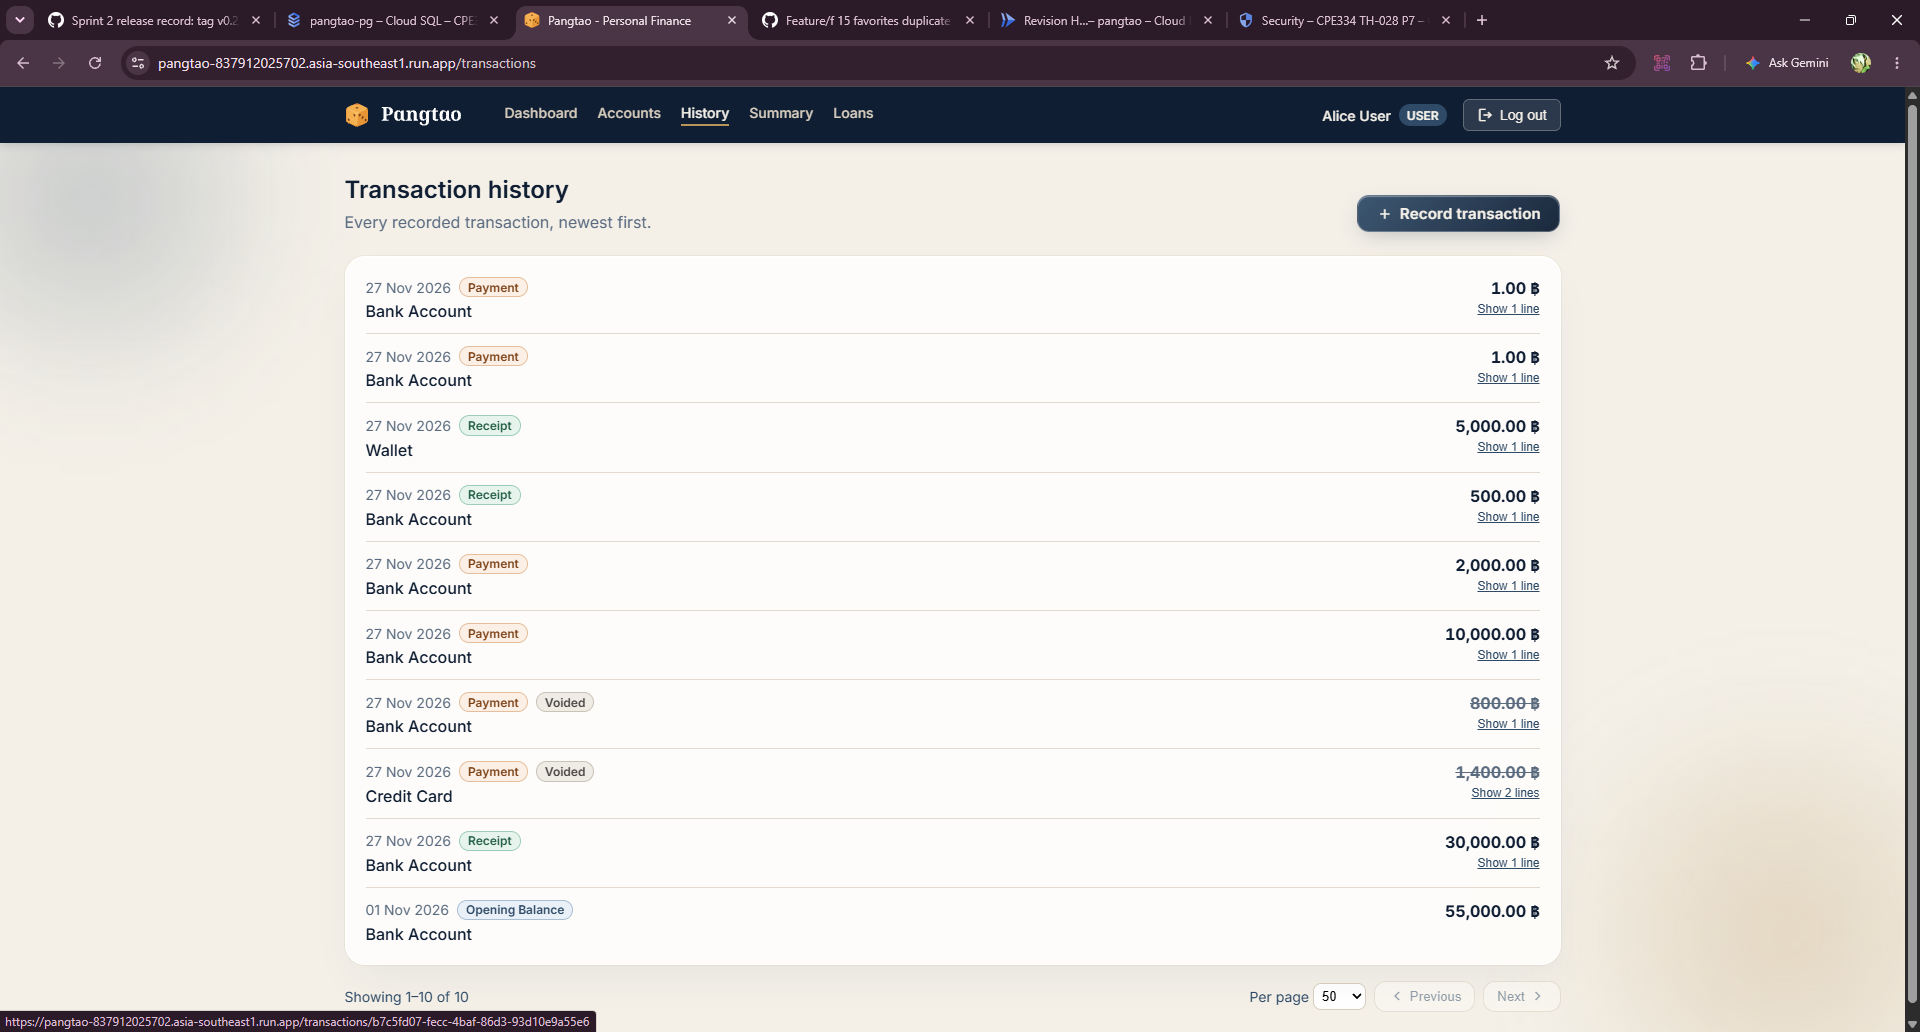 Sprint 2 release record: tag v0.2
pangtao-pg – Cloud SQL – CPE
Pangtao - Personal Finance
Feature/f 15 favorites duplicate
Revision H...– pangtao – Cloud
Security – CPE334 TH-028 P7 –
pangtao-837912025702.asia-southeast1.run.app/transactions
Ask Gemini
Pangtao
Dashboard
Accounts
History
Summary
Loans
Alice User
USER
Log out
Transaction history
Every recorded transaction, newest first.
+ Record transaction
27 Nov 2026 Payment 1.00 ฿
Bank Account Show 1 line
27 Nov 2026 Payment 1.00 ฿
Bank Account Show 1 line
27 Nov 2026 Receipt 5,000.00 ฿
Wallet Show 1 line
27 Nov 2026 Receipt 500.00 ฿
Bank Account Show 1 line
27 Nov 2026 Payment 2,000.00 ฿
Bank Account Show 1 line
27 Nov 2026 Payment 10,000.00 ฿
Bank Account Show 1 line
27 Nov 2026 Payment Voided 800.00 ฿
Bank Account Show 1 line
27 Nov 2026 Payment Voided 1,400.00 ฿
Credit Card Show 2 lines
27 Nov 2026 Receipt 30,000.00 ฿
Bank Account Show 1 line
01 Nov 2026 Opening Balance 55,000.00 ฿
Bank Account
Showing 1–10 of 10
Per page 50 Previous Next
https://pangtao-837912025702.asia-southeast1.run.app/transactions/b7c5fd07-fecc-4baf-86d3-93d10e9a55e6